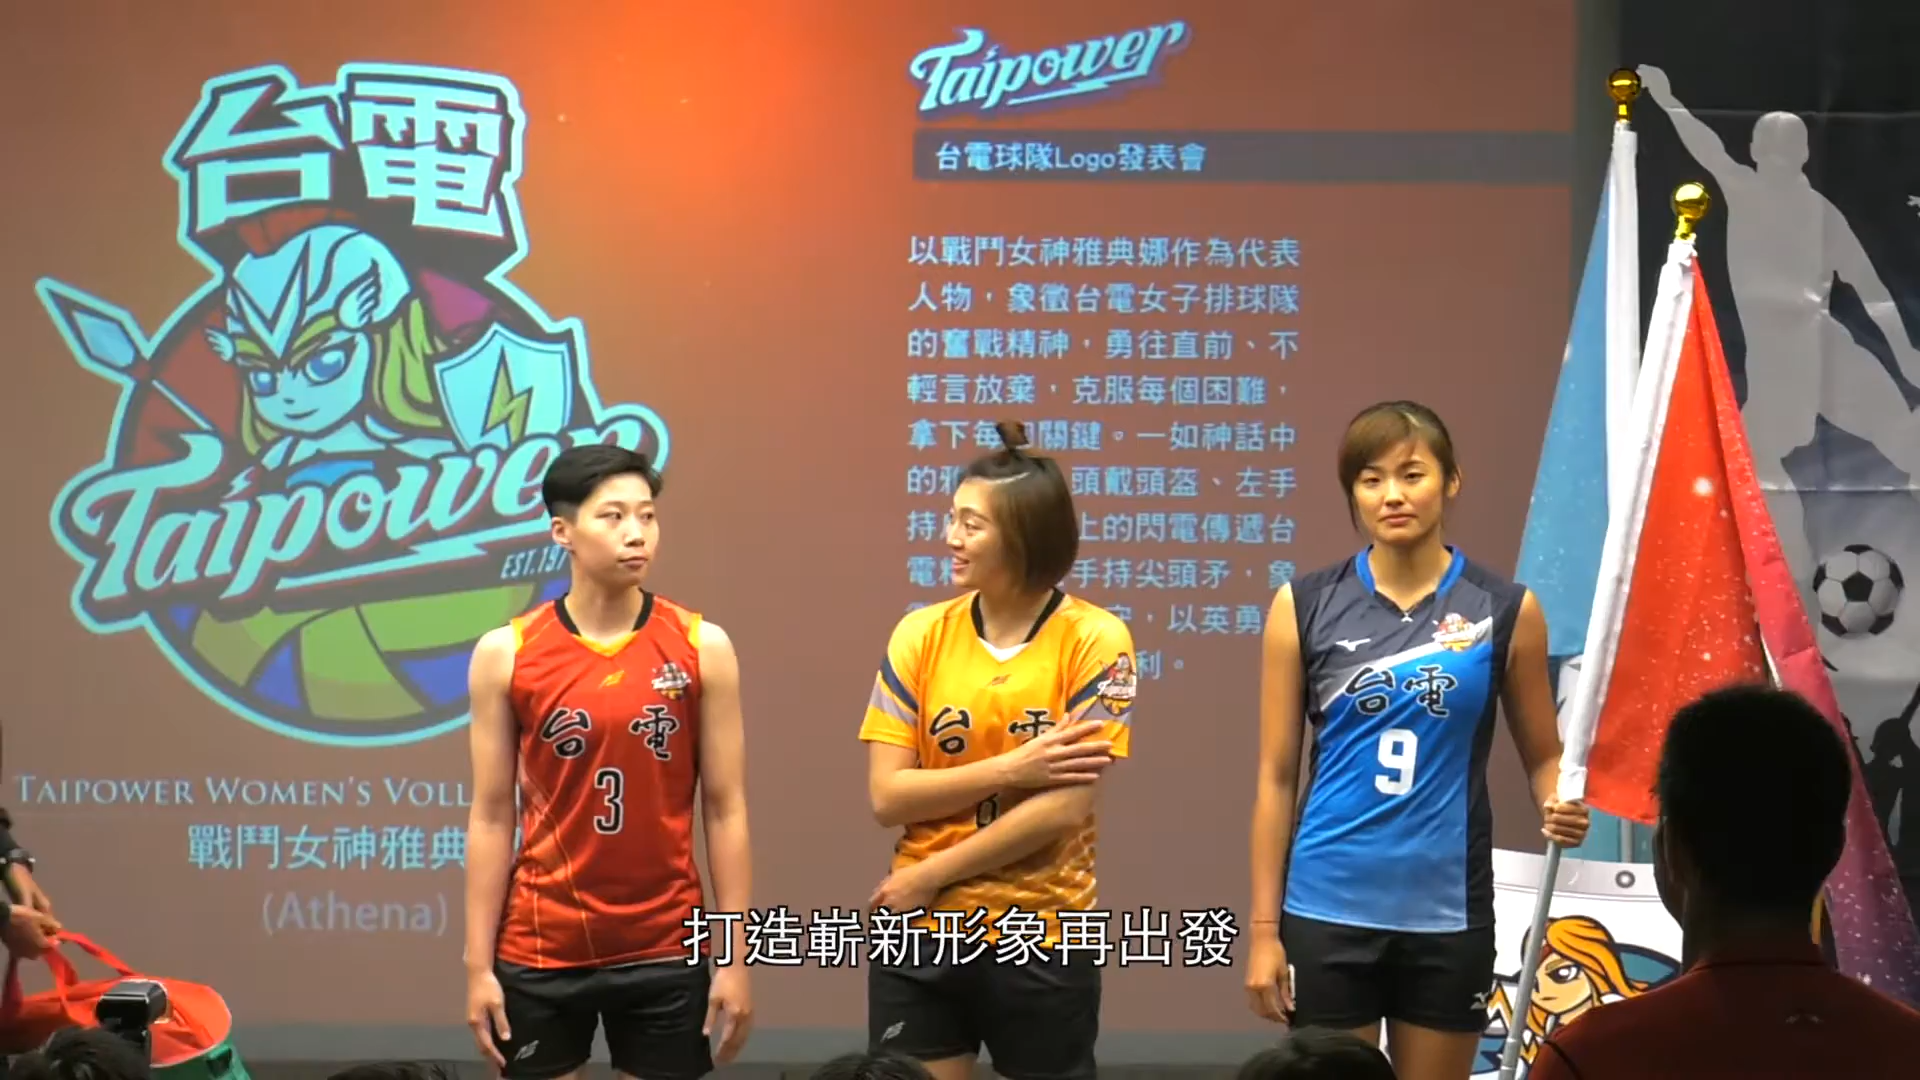 台電
Taipower
EST.197
TAIPOWER WOMEN'S VOLL
戰鬥女神雅典
(Athena)
Taipower
台電球隊Logo發表會
以戰鬥女神雅典娜作為代表
人物，象徵台電女子排球隊
的奮戰精神，勇往直前、不
輕言放棄，克服每個困難，
拿下每 關鍵。一如神話中
的雅 頭戴頭盔、左手
持 上的閃電傳遞台
電 手持尖頭矛，象
，以英勇
利。
台電
3
台電
台電
9
打造嶄新形象再出發